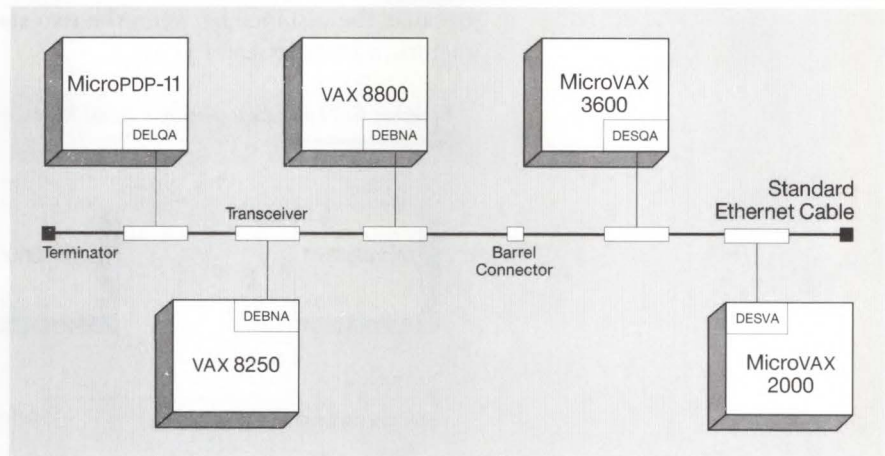 MicroPDP-11
DELQA
VAX 8800
DEBNA
MicroVAX
3600
DESQA
Standard
Ethernet Cable
Transceiver
Terminator
Barrel
Connector
DEBNA
VAX 8250
DESVA
MicroVAX
2000